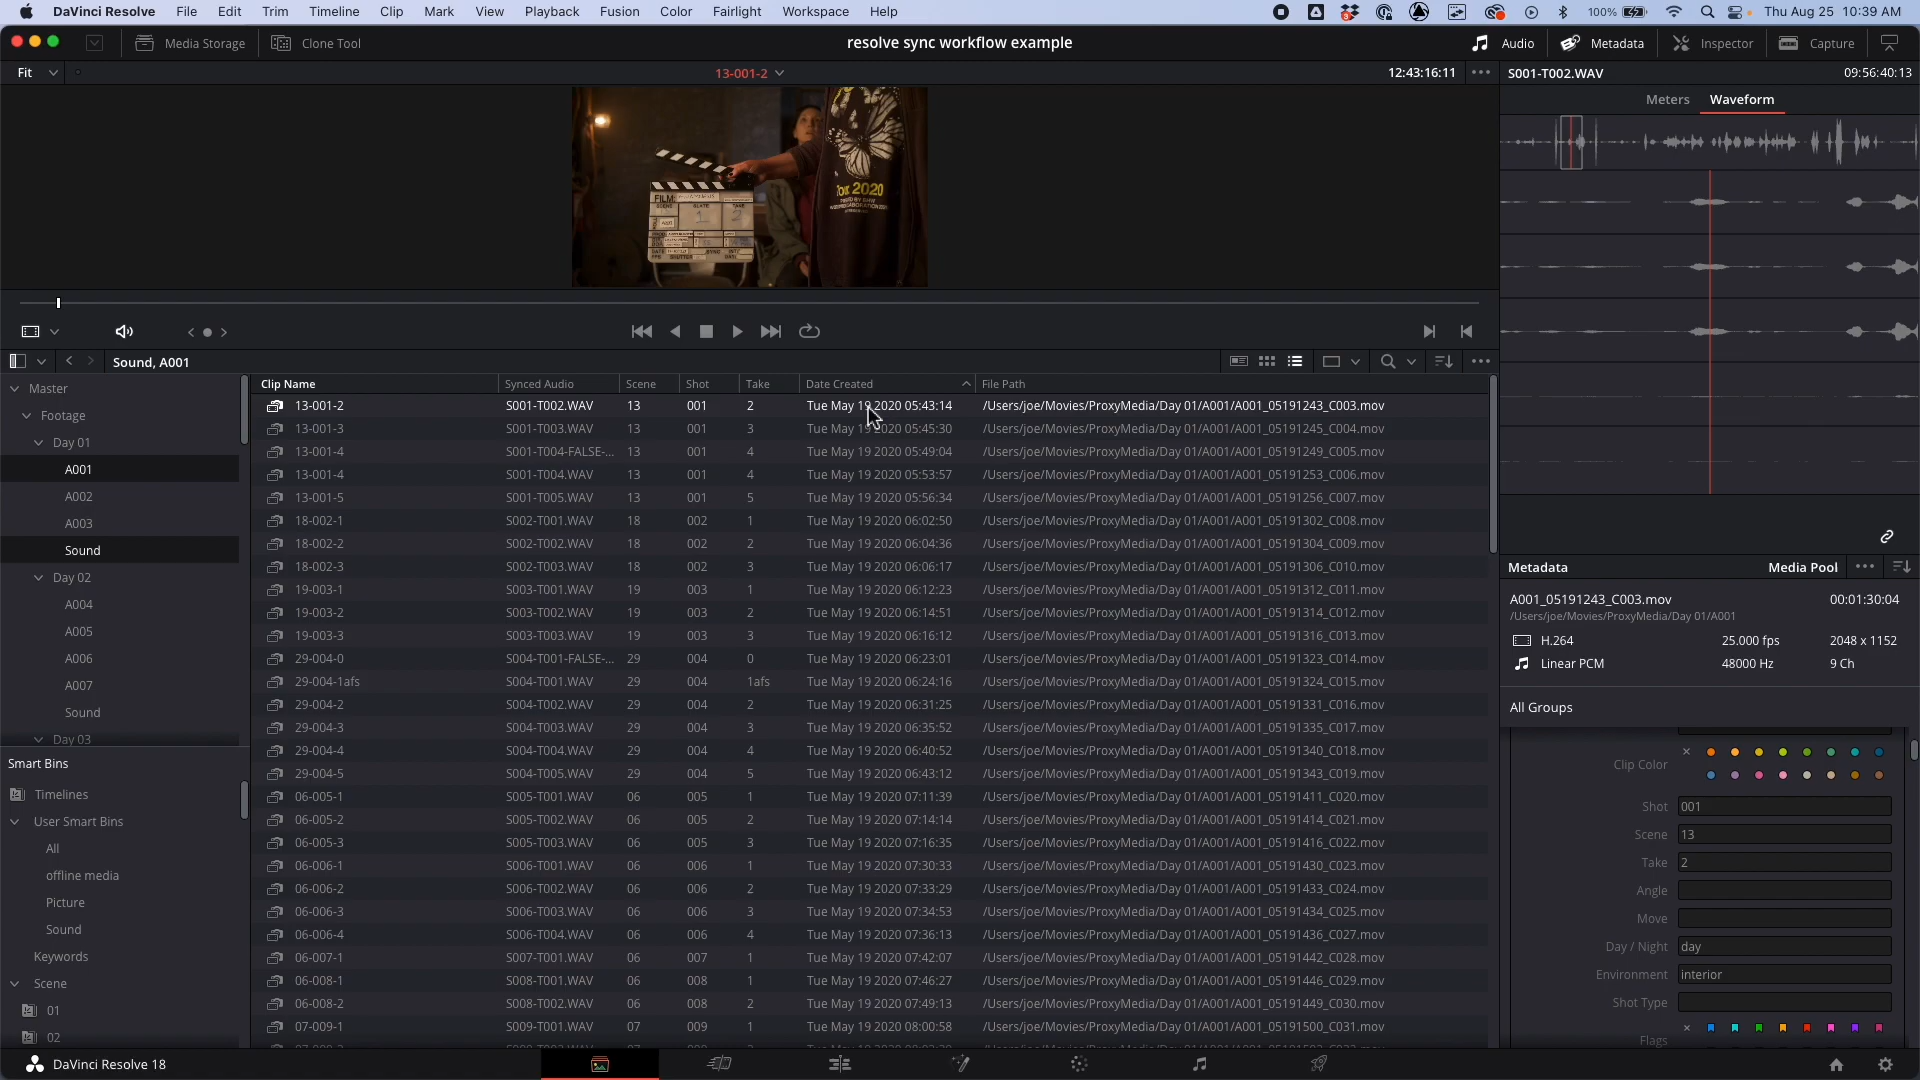 DaVinci Resolve File Edit Trim Timeline Clip Mark View Playback Fusion Color Fairlight Workspace Help 100% Thu Aug 25 10:39 AM
Media Storage Clone Tool resolve sync workflow example Audio Metadata Inspector Capture
Fit 13-001-2 12:43:16:11 S001-T002.WAV 09:56:40:13
Meters Waveform
FILM:
SCENE SLATE TAKE
1 2
Tour 2020
Sound, A001
Master
Footage
Day 01
A001
A002
A003
Sound
Day 02
A004
A005
A006
A007
Sound
Day 03
Smart Bins
Timelines
User Smart Bins
All
offline media
Picture
Sound
Keywords
Scene
01
02
Clip Name Synced Audio Scene Shot Take Date Created File Path
13-001-2 S001-T002.WAV 13 001 2 Tue May 19 2020 05:43:14 /Users/joe/Movies/ProxyMedia/Day 01/A001/A001_05191243_C003.mov
13-001-3 S001-T003.WAV 13 001 3 Tue May 19 2020 05:45:30 /Users/joe/Movies/ProxyMedia/Day 01/A001/A001_05191245_C004.mov
13-001-4 S001-T004-FALSE-... 13 001 4 Tue May 19 2020 05:49:04 /Users/joe/Movies/ProxyMedia/Day 01/A001/A001_05191249_C005.mov
13-001-4 S001-T004.WAV 13 001 4 Tue May 19 2020 05:53:57 /Users/joe/Movies/ProxyMedia/Day 01/A001/A001_05191253_C006.mov
13-001-5 S001-T005.WAV 13 001 5 Tue May 19 2020 05:56:34 /Users/joe/Movies/ProxyMedia/Day 01/A001/A001_05191256_C007.mov
18-002-1 S002-T001.WAV 18 002 1 Tue May 19 2020 06:02:50 /Users/joe/Movies/ProxyMedia/Day 01/A001/A001_05191302_C008.mov
18-002-2 S002-T002.WAV 18 002 2 Tue May 19 2020 06:04:36 /Users/joe/Movies/ProxyMedia/Day 01/A001/A001_05191304_C009.mov
18-002-3 S002-T003.WAV 18 002 3 Tue May 19 2020 06:06:17 /Users/joe/Movies/ProxyMedia/Day 01/A001/A001_05191306_C010.mov
19-003-1 S003-T001.WAV 19 003 1 Tue May 19 2020 06:12:23 /Users/joe/Movies/ProxyMedia/Day 01/A001/A001_05191312_C011.mov
19-003-2 S003-T002.WAV 19 003 2 Tue May 19 2020 06:14:51 /Users/joe/Movies/ProxyMedia/Day 01/A001/A001_05191314_C012.mov
19-003-3 S003-T003.WAV 19 003 3 Tue May 19 2020 06:16:12 /Users/joe/Movies/ProxyMedia/Day 01/A001/A001_05191316_C013.mov
29-004-0 S004-T001-FALSE-... 29 004 0 Tue May 19 2020 06:23:01 /Users/joe/Movies/ProxyMedia/Day 01/A001/A001_05191323_C014.mov
29-004-1afs S004-T001.WAV 29 004 1afs Tue May 19 2020 06:24:16 /Users/joe/Movies/ProxyMedia/Day 01/A001/A001_05191324_C015.mov
29-004-2 S004-T002.WAV 29 004 2 Tue May 19 2020 06:31:25 /Users/joe/Movies/ProxyMedia/Day 01/A001/A001_05191331_C016.mov
29-004-3 S004-T003.WAV 29 004 3 Tue May 19 2020 06:35:52 /Users/joe/Movies/ProxyMedia/Day 01/A001/A001_05191335_C017.mov
29-004-4 S004-T004.WAV 29 004 4 Tue May 19 2020 06:40:52 /Users/joe/Movies/ProxyMedia/Day 01/A001/A001_05191340_C018.mov
29-004-5 S004-T005.WAV 29 004 5 Tue May 19 2020 06:43:12 /Users/joe/Movies/ProxyMedia/Day 01/A001/A001_05191343_C019.mov
06-005-1 S005-T001.WAV 06 005 1 Tue May 19 2020 07:11:39 /Users/joe/Movies/ProxyMedia/Day 01/A001/A001_05191411_C020.mov
06-005-2 S005-T002.WAV 06 005 2 Tue May 19 2020 07:14:14 /Users/joe/Movies/ProxyMedia/Day 01/A001/A001_05191414_C021.mov
06-005-3 S005-T003.WAV 06 005 3 Tue May 19 2020 07:16:35 /Users/joe/Movies/ProxyMedia/Day 01/A001/A001_05191416_C022.mov
06-006-1 S006-T001.WAV 06 006 1 Tue May 19 2020 07:30:33 /Users/joe/Movies/ProxyMedia/Day 01/A001/A001_05191430_C023.mov
06-006-2 S006-T002.WAV 06 006 2 Tue May 19 2020 07:33:29 /Users/joe/Movies/ProxyMedia/Day 01/A001/A001_05191433_C024.mov
06-006-3 S006-T003.WAV 06 006 3 Tue May 19 2020 07:34:53 /Users/joe/Movies/ProxyMedia/Day 01/A001/A001_05191434_C025.mov
06-006-4 S006-T004.WAV 06 006 4 Tue May 19 2020 07:36:13 /Users/joe/Movies/ProxyMedia/Day 01/A001/A001_05191436_C027.mov
06-007-1 S007-T001.WAV 06 007 1 Tue May 19 2020 07:42:07 /Users/joe/Movies/ProxyMedia/Day 01/A001/A001_05191442_C028.mov
06-008-1 S008-T001.WAV 06 008 1 Tue May 19 2020 07:46:27 /Users/joe/Movies/ProxyMedia/Day 01/A001/A001_05191446_C029.mov
06-008-2 S008-T002.WAV 06 008 2 Tue May 19 2020 07:49:13 /Users/joe/Movies/ProxyMedia/Day 01/A001/A001_05191449_C030.mov
07-009-1 S009-T001.WAV 07 009 1 Tue May 19 2020 08:00:58 /Users/joe/Movies/ProxyMedia/Day 01/A001/A001_05191500_C031.mov
Metadata Media Pool
A001_05191243_C003.mov 00:01:30:04
/Users/joe/Movies/ProxyMedia/Day 01/A001
H.264 25.000 fps 2048 x 1152
Linear PCM 48000 Hz 9 Ch
All Groups
Clip Color
Shot 001
Scene 13
Take 2
Angle
Move
Day / Night day
Environment interior
Shot Type
Flags
DaVinci Resolve 18